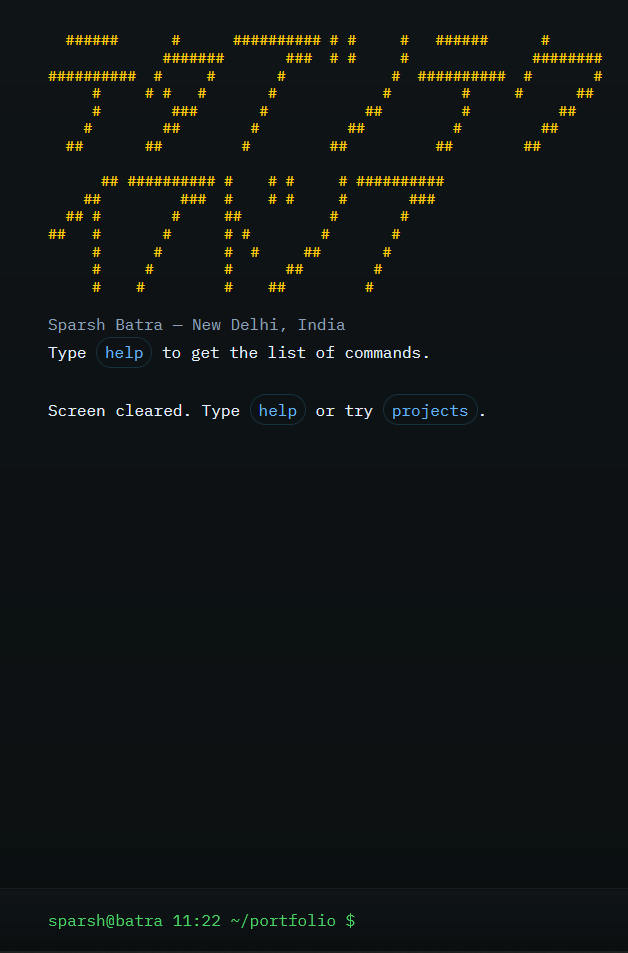 Sparsh Batra — New Delhi, India
Type help to get the list of commands.
Screen cleared. Type help or try projects.
sparsh@batra 11:22 ~/portfolio $